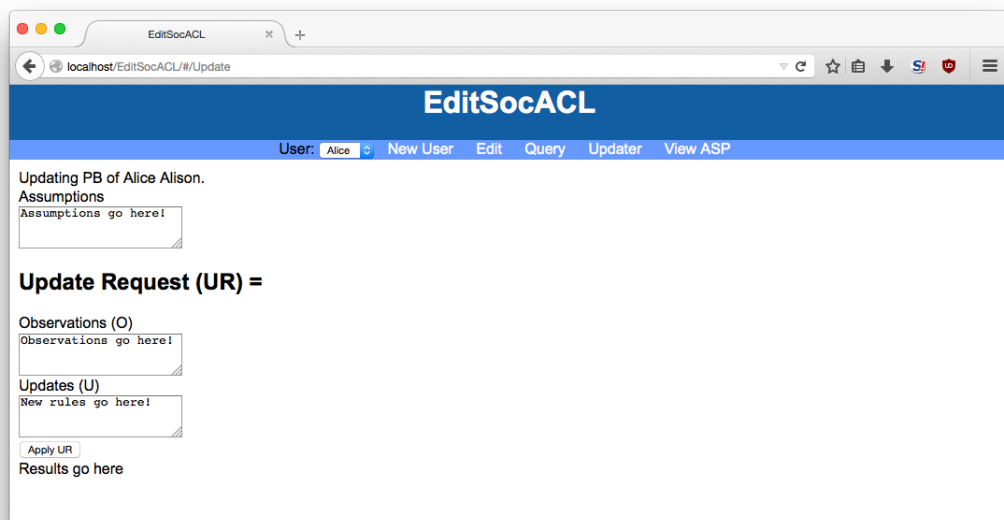 EditSocACL
localhost/EditSocACL/#/Update
EditSocACL
User: Alice New User Edit Query Updater View ASP
Updating PB of Alice Alison.
Assumptions
Assumptions go here!
Update Request (UR) =
Observations (O)
Observations go here!
Updates (U)
New rules go here!
Apply UR
Results go here